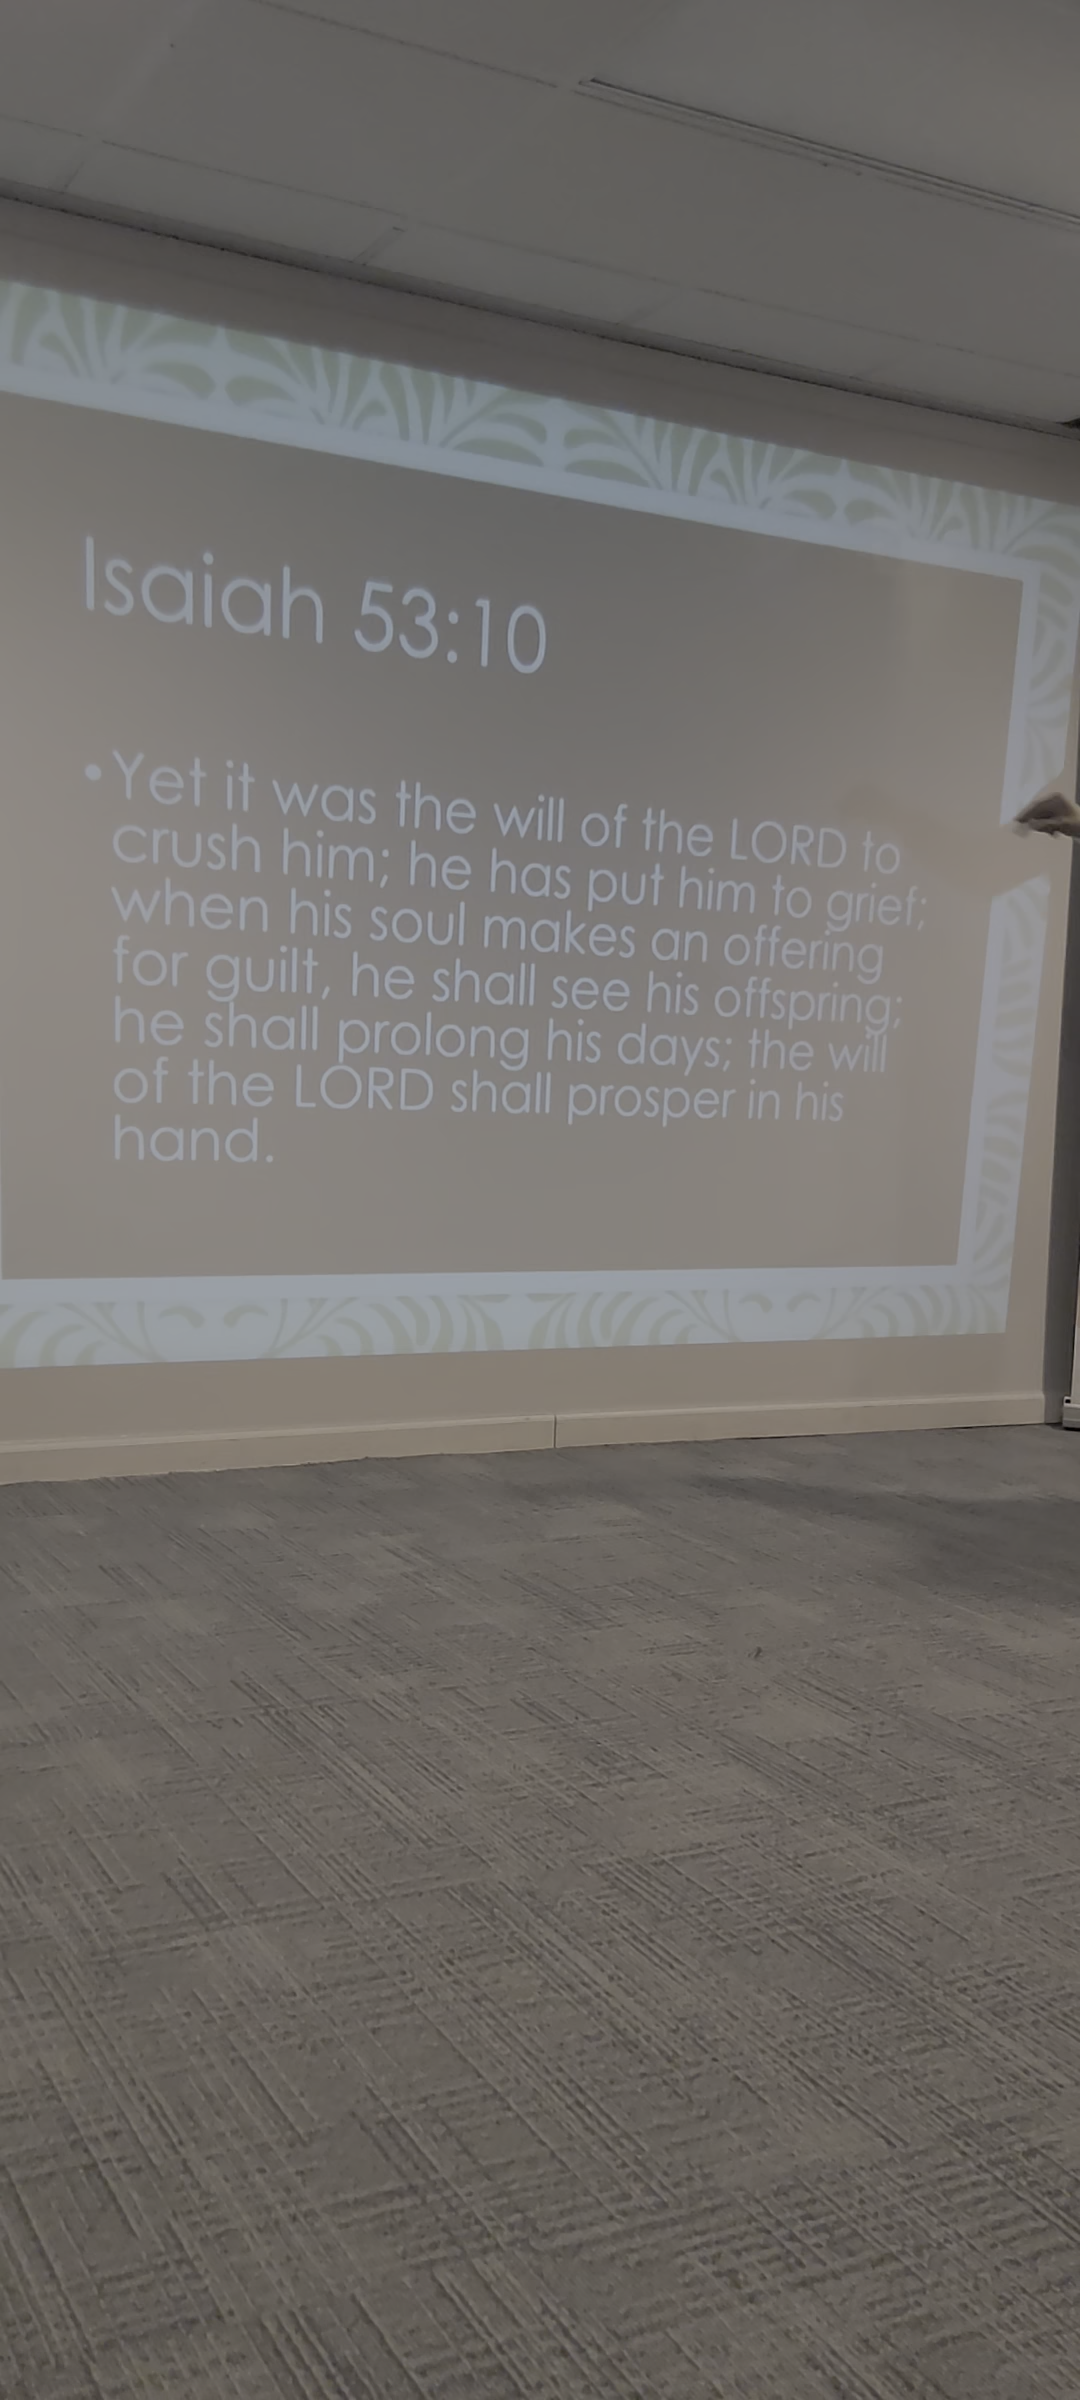 Isaiah 53:10
• Yet it was the will of the LORD to
crush him; he has put him to grief;
when his soul makes an offering
for guilt, he shall see his offspring;
he shall prolong his days; the will
of the LORD shall prosper in his
hand.